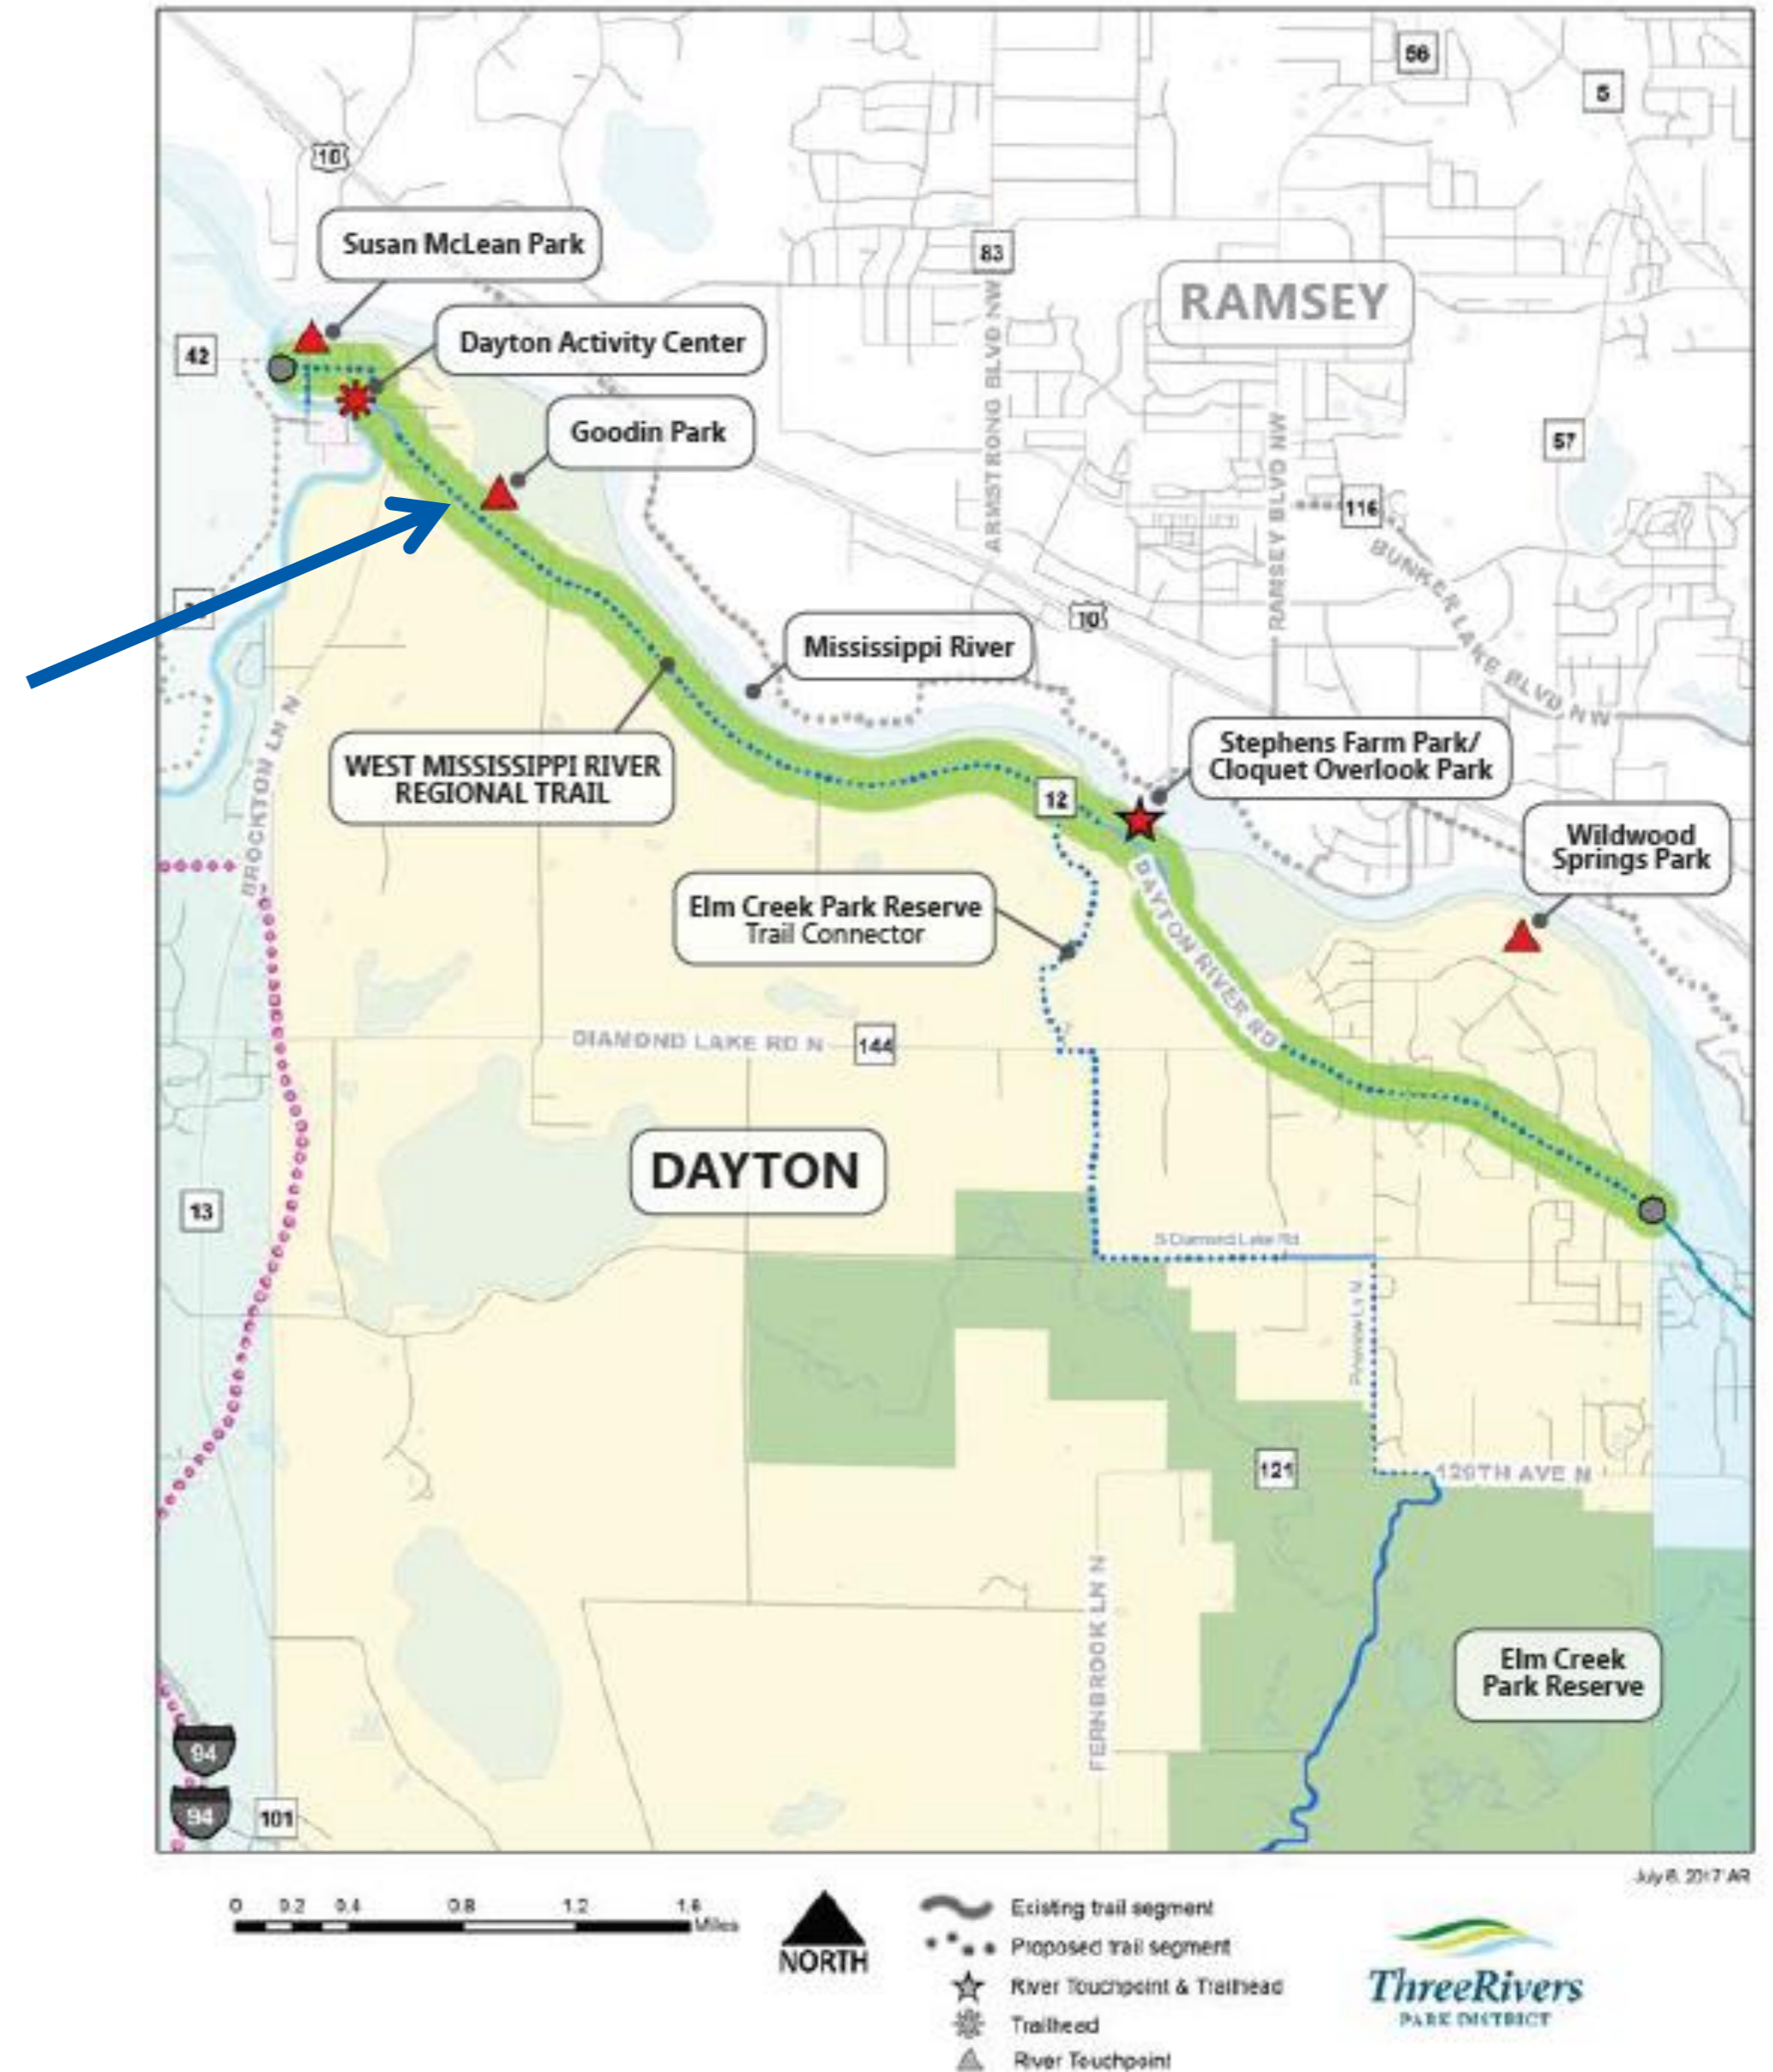 56
5
10
Susan McLean Park
83
RAMSEY
Dayton Activity Center
42
Goodin Park
57
116
ARMSTRONG BLVD NW
RAMSEY BLVD NW
BUNKER LAKE BLVD NW
10
Mississippi River
Stephens Farm Park/
Cloquet Overlook Park
WEST MISSISSIPPI RIVER
REGIONAL TRAIL
12
Wildwood
Springs Park
BROCKTON LN N
Elm Creek Park Reserve
Trail Connector
DAYTON RIVER RD
DIAMOND LAKE RD N
144
DAYTON
13
S Diamond Lake Rd
121
129TH AVE N
FERNBROOK LN N
Elm Creek
Park Reserve
94
94
101
July 6, 2017 AR
0 0.2 0.4 0.8 1.2 1.6
Miles
NORTH
Existing trail segment
Proposed trail segment
River Touchpoint & Trailhead
Trailhead
River Touchpoint
ThreeRivers
PARK DISTRICT